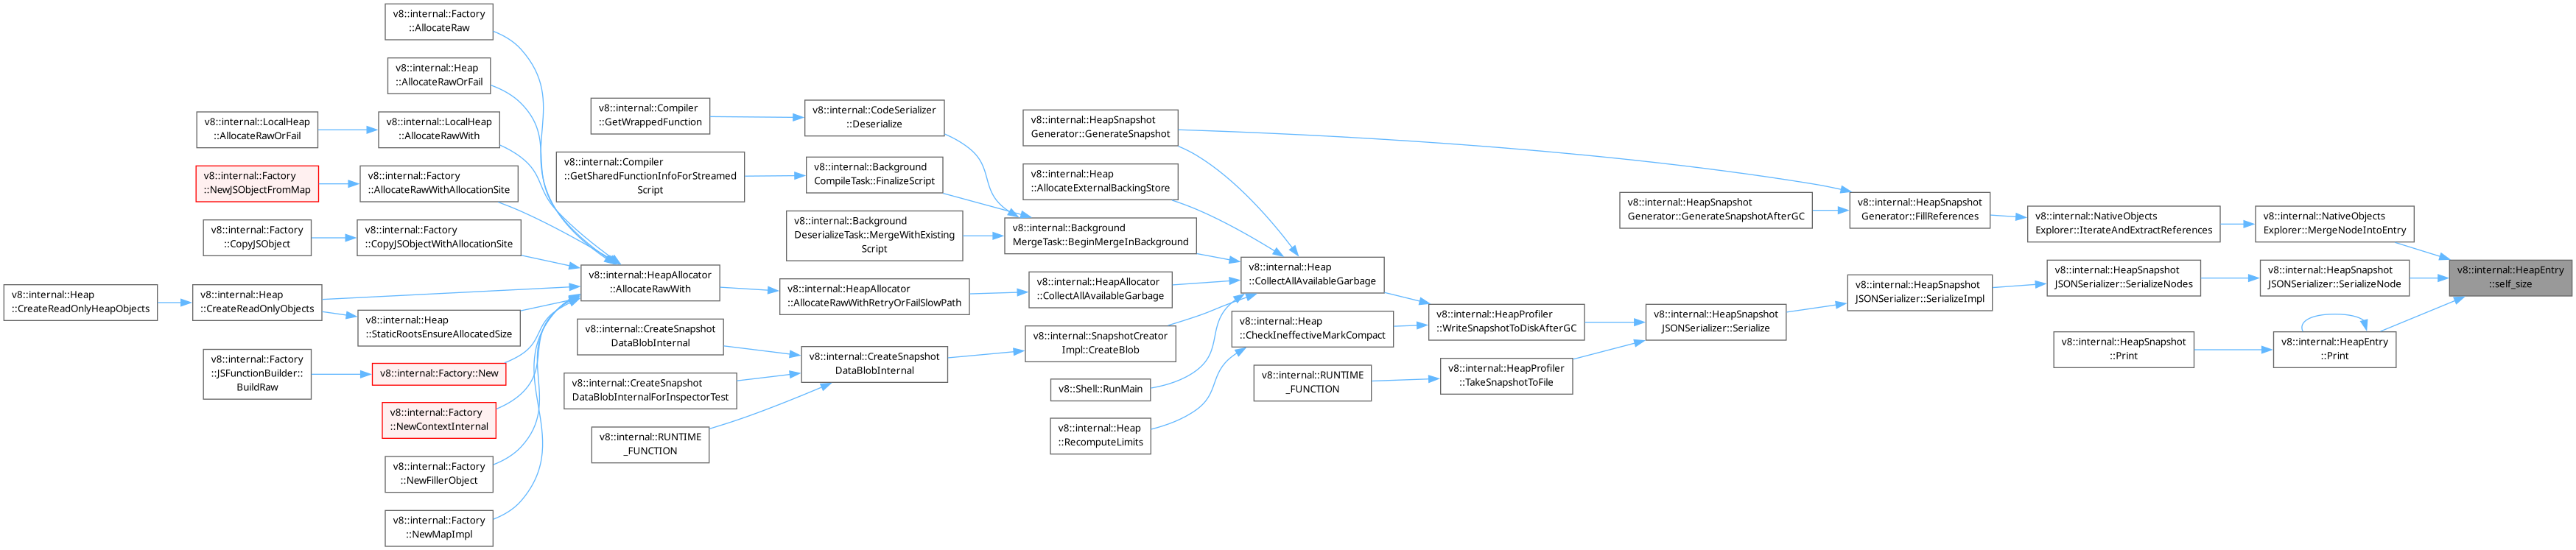 v8::internal::Factory
::AllocateRaw
v8::internal::Heap
::AllocateRawOrFail
v8::internal::LocalHeap
::AllocateRawOrFail
v8::internal::LocalHeap
::AllocateRawWith
v8::internal::Factory
::NewJSObjectFromMap
v8::internal::Factory
::AllocateRawWithAllocationSite
v8::internal::Factory
::CopyJSObject
v8::internal::Factory
::CopyJSObjectWithAllocationSite
v8::internal::Heap
::CreateReadOnlyHeapObjects
v8::internal::Heap
::CreateReadOnlyObjects
v8::internal::Heap
::StaticRootsEnsureAllocatedSize
v8::internal::Factory
::JSFunctionBuilder::
BuildRaw
v8::internal::Factory::New
v8::internal::Factory
::NewContextInternal
v8::internal::Factory
::NewFillerObject
v8::internal::Factory
::NewMapImpl
v8::internal::HeapAllocator
::AllocateRawWith
v8::internal::Compiler
::GetWrappedFunction
v8::internal::Compiler
::GetSharedFunctionInfoForStreamed
Script
v8::internal::CodeSerializer
::Deserialize
v8::internal::Background
CompileTask::FinalizeScript
v8::internal::Background
DeserializeTask::MergeWithExisting
Script
v8::internal::HeapAllocator
::AllocateRawWithRetryOrFailSlowPath
v8::internal::CreateSnapshot
DataBlobInternal
v8::internal::CreateSnapshot
DataBlobInternalForInspectorTest
v8::internal::RUNTIME
_FUNCTION
v8::internal::CreateSnapshot
DataBlobInternal
v8::internal::HeapSnapshot
Generator::GenerateSnapshot
v8::internal::Heap
::AllocateExternalBackingStore
v8::internal::Background
MergeTask::BeginMergeInBackground
v8::internal::HeapAllocator
::CollectAllAvailableGarbage
v8::internal::SnapshotCreator
Impl::CreateBlob
v8::Shell::RunMain
v8::internal::Heap
::RecomputeLimits
v8::internal::Heap
::CollectAllAvailableGarbage
v8::internal::Heap
::CheckIneffectiveMarkCompact
v8::internal::RUNTIME
_FUNCTION
v8::internal::HeapProfiler
::WriteSnapshotToDiskAfterGC
v8::internal::HeapProfiler
::TakeSnapshotToFile
v8::internal::HeapSnapshot
Generator::GenerateSnapshotAfterGC
v8::internal::HeapSnapshot
JSONSerializer::Serialize
v8::internal::HeapSnapshot
Generator::FillReferences
v8::internal::HeapSnapshot
JSONSerializer::SerializeImpl
v8::internal::NativeObjects
Explorer::IterateAndExtractReferences
v8::internal::HeapSnapshot
JSONSerializer::SerializeNodes
v8::internal::HeapSnapshot
::Print
v8::internal::NativeObjects
Explorer::MergeNodeIntoEntry
v8::internal::HeapSnapshot
JSONSerializer::SerializeNode
v8::internal::HeapEntry
::Print
v8::internal::HeapEntry
::self_size